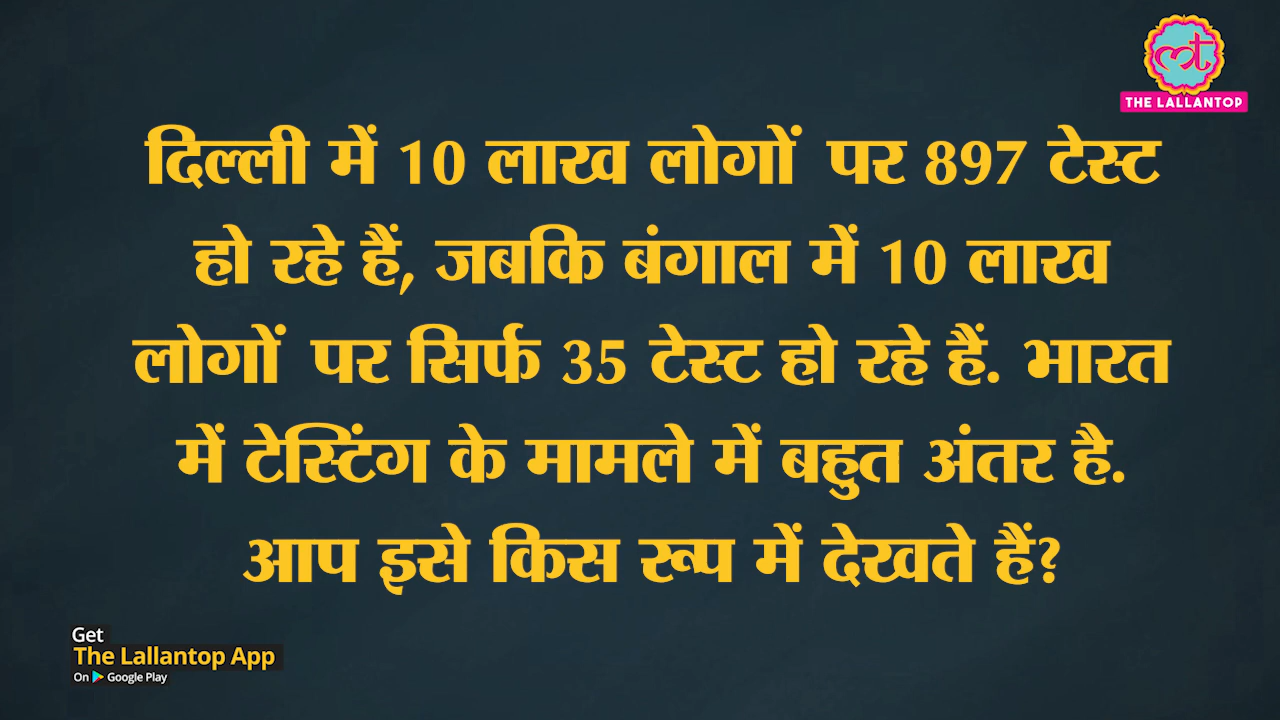 THE LALLANTOP
दिल्ली में 10 लाख लोगों पर 897 टेस्ट
हो रहे हैं, जबकि बंगाल में 10 लाख
लोगों पर सिर्फ 35 टेस्ट हो रहे हैं. भारत
में टेस्टिंग के मामले में बहुत अंतर है.
आप इसे किस रूप में देखते हैं?
Get
The Lallantop App
On Google Play